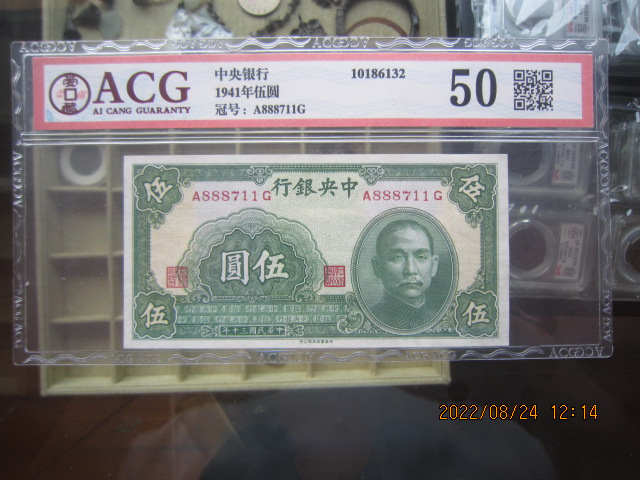 ACG
AI CANG GUARANTY
中央银行
1941年伍圆
冠号：A888711G
10186132
50
伍
伍
行銀央中
A888711G
A888711G
圓伍
伍
伍
年十三國民華中
2022/08/24 12:14